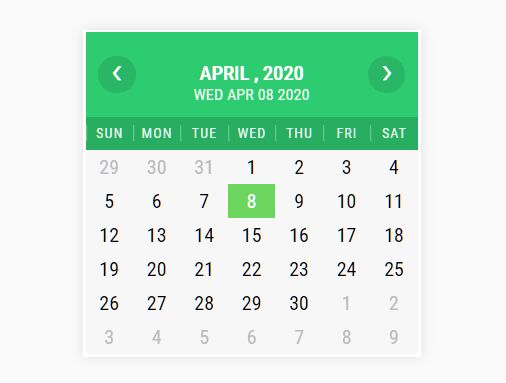 ‹ APRIL , 2020 ›
WED APR 08 2020
SUN MON TUE WED THU FRI SAT
29 30 31 1 2 3 4
5 6 7 8 9 10 11
12 13 14 15 16 17 18
19 20 21 22 23 24 25
26 27 28 29 30 1 2
3 4 5 6 7 8 9